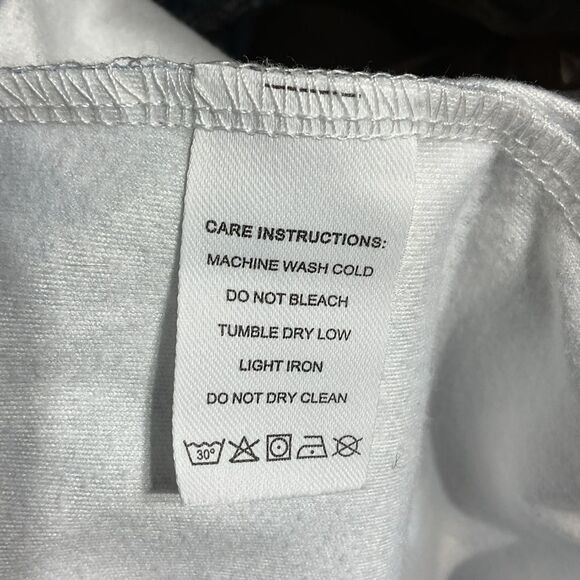 CARE INSTRUCTIONS:
MACHINE WASH COLD
DO NOT BLEACH
TUMBLE DRY LOW
LIGHT IRON
DO NOT DRY CLEAN
30°